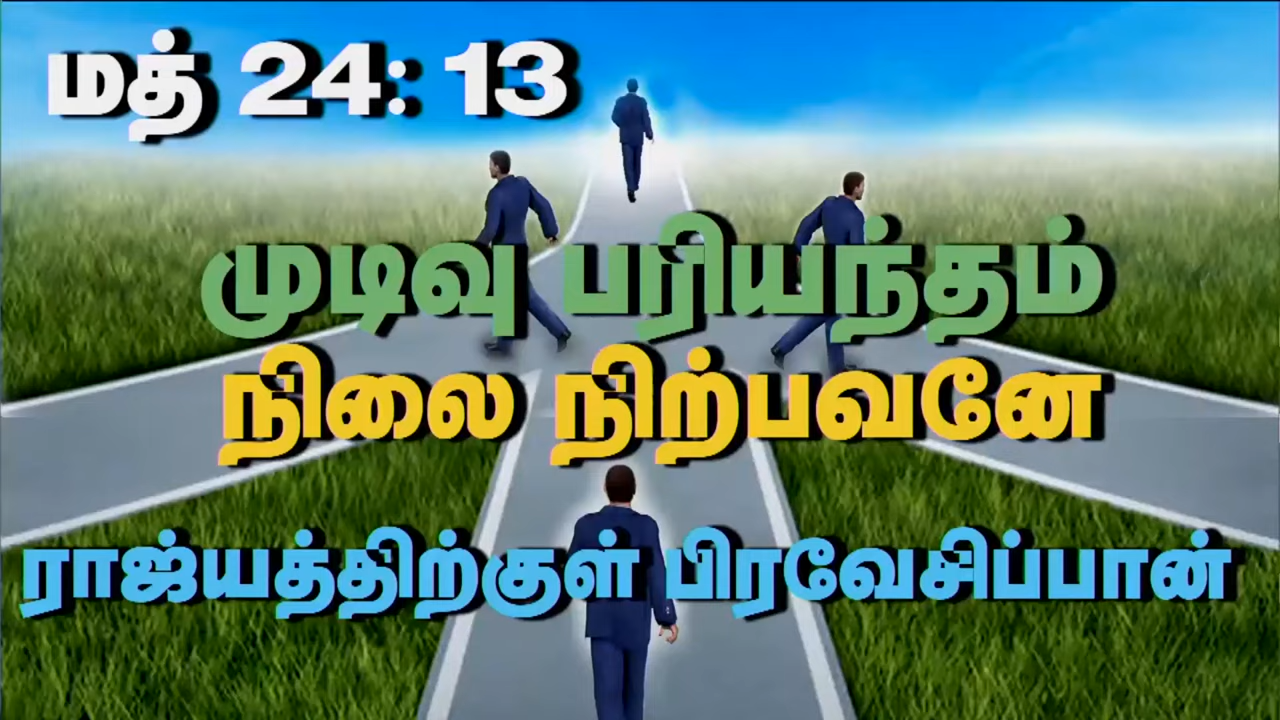 மத் 24: 13
முடிவு பரியந்தம்
நிலை நிற்பவனே
ராஜ்யத்திற்குள் பிரவேசிப்பான்